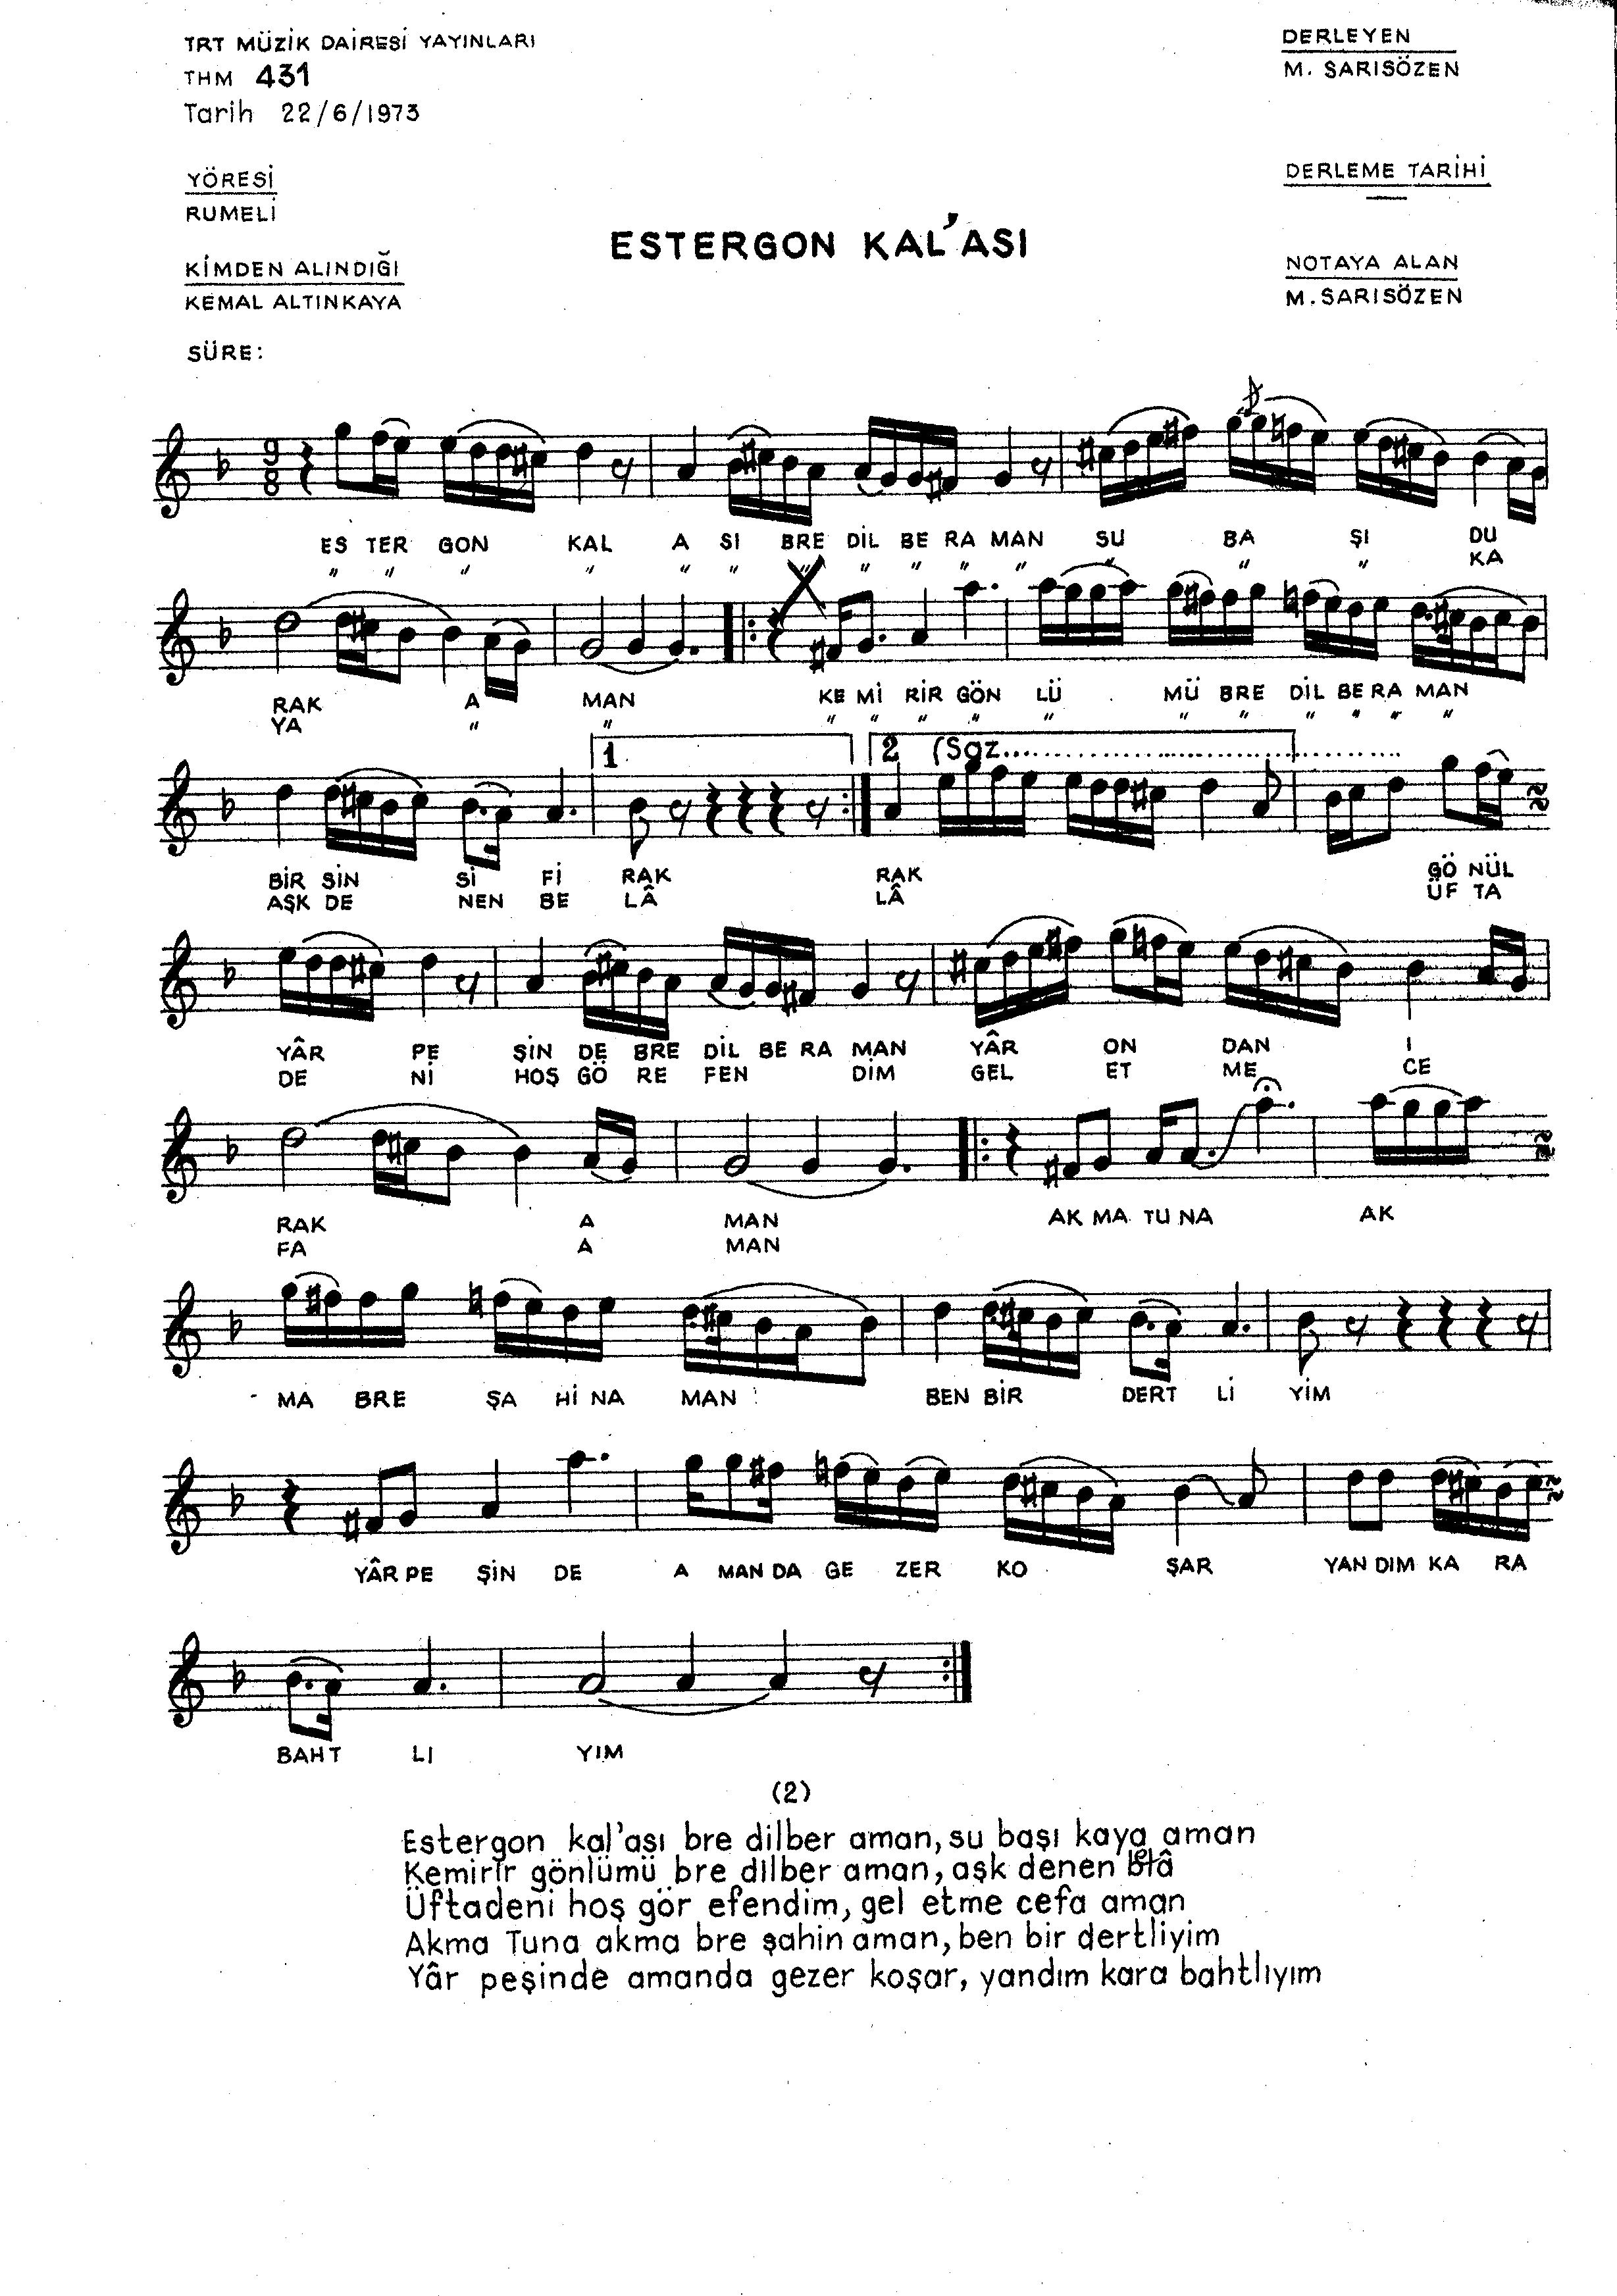 TRT MÜZİK DAİRESİ YAYINLARI
THM 431
Tarih 22/6/1973
DERLEYEN
M. SARISÖZEN
YÖRESİ
RUMELİ
DERLEME TARİHİ
ESTERGON KAL'ASI
KİMDEN ALINDIĞI
KEMAL ALTINKAYA
NOTAYA ALAN
M. SARISÖZEN
SÜRE:
9
8
ES TER GON KAL A SI BRE DİL BE RA MAN SU BA ŞI DU
" " " " " " " " " " " " " " KA
RAK A MAN KE Mİ RİR GÖN LÜ MÜ BRE DİL BE RA MAN
YA " " " " " " " " " " " " "
1 2 (Saz...
BİR SİN Sİ Fİ RAK RAK GÖ NÜL
AŞK DE NEN BE LÂ LÂ ÜF TA
YÂR PE ŞİN DE BRE DİL BE RA MAN YÂR ON DAN I
DE Nİ HOŞ GÖ RE FEN DİM GEL ET ME CE
RAK A MAN AK MA TU NA AK
FA A MAN
MA BRE ŞA Hİ NA MAN BEN BİR DERT Lİ YİM
YÂR PE ŞİN DE A MAN DA GE ZER KO ŞAR YAN DIM KA RA
BAHT LI YIM
(2)
Estergon kal'ası bre dilber aman, su başı kaya aman
Kemirir gönlümü bre dilber aman, aşk denen belâ
Üftadeni hoş gör efendim, gel etme cefa aman
Akma Tuna akma bre şahin aman, ben bir dertliyim
Yâr peşinde amanda gezer koşar, yandım kara bahtlıyım